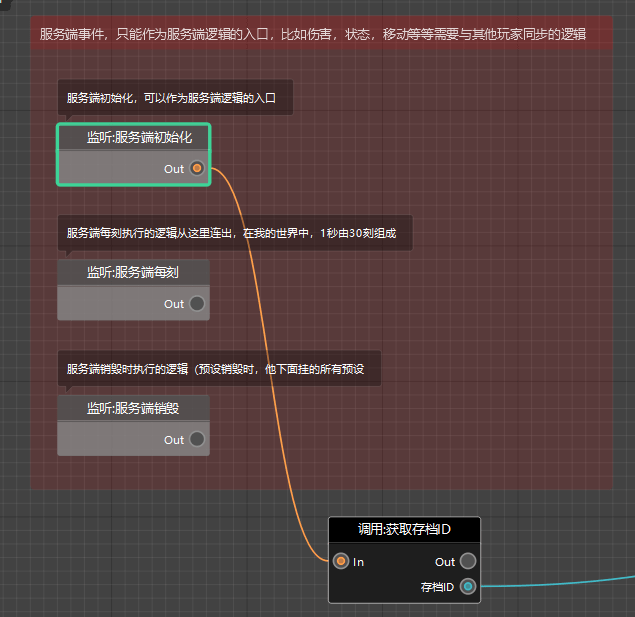 服务端事件，只能作为服务端逻辑的入口，比如伤害，状态，移动等等需要与其他玩家同步的逻辑
服务端初始化，可以作为服务端逻辑的入口
监听:服务端初始化
Out
服务端每刻执行的逻辑从这里连出，在我的世界中，1秒由30刻组成
监听:服务端每刻
Out
服务端销毁时执行的逻辑（预设销毁时，他下面挂的所有预设
监听:服务端销毁
Out
调用:获取存档ID
In Out
存档ID